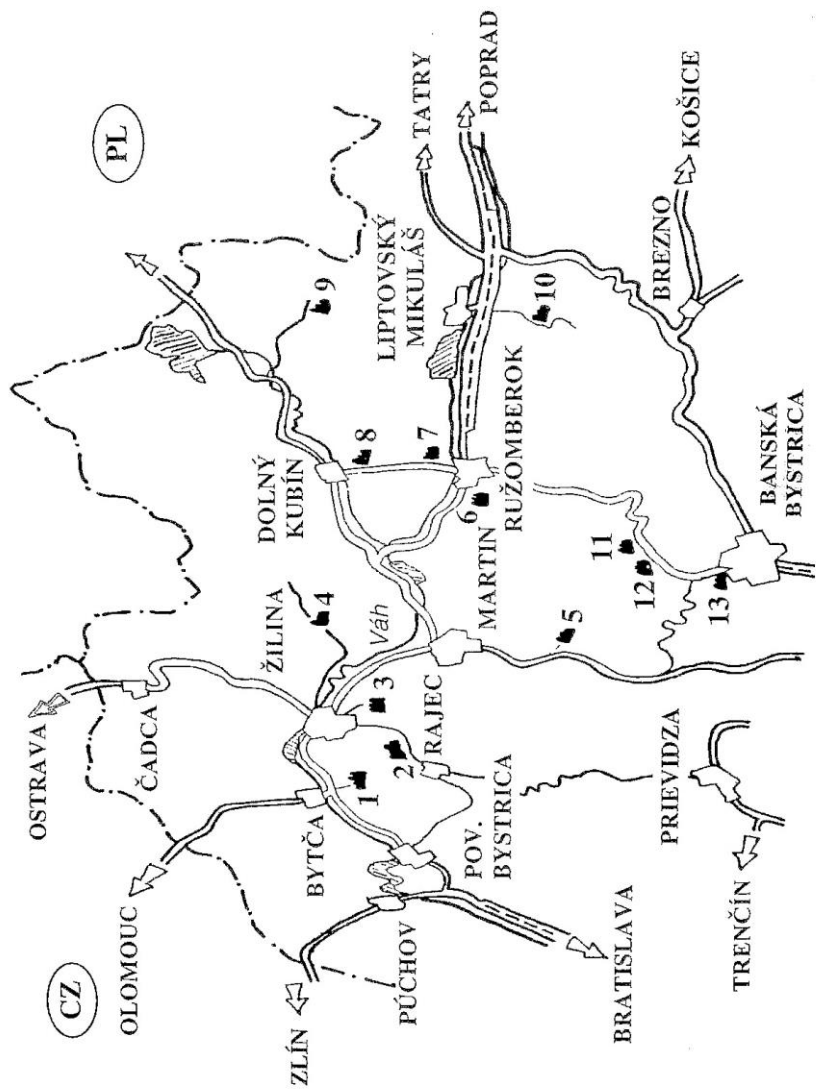 CZ
PL
OSTRAVA
OLOMOUC
ZLÍN
ČADCA
BYTČA
PÚCHOV
POV.
BYSTRICA
BRATISLAVA
ŽILINA
Váh
RAJEC
MARTIN
PRIEVIDZA
TRENČÍN
DOLNÝ
KUBÍN
RUŽOMBEROK
LIPTOVSKÝ
MIKULÁŠ
TATRY
POPRAD
BREZNO
KOŠICE
BANSKÁ
BYSTRICA
1
2
3
4
5
6
7
8
9
10
11
12
13